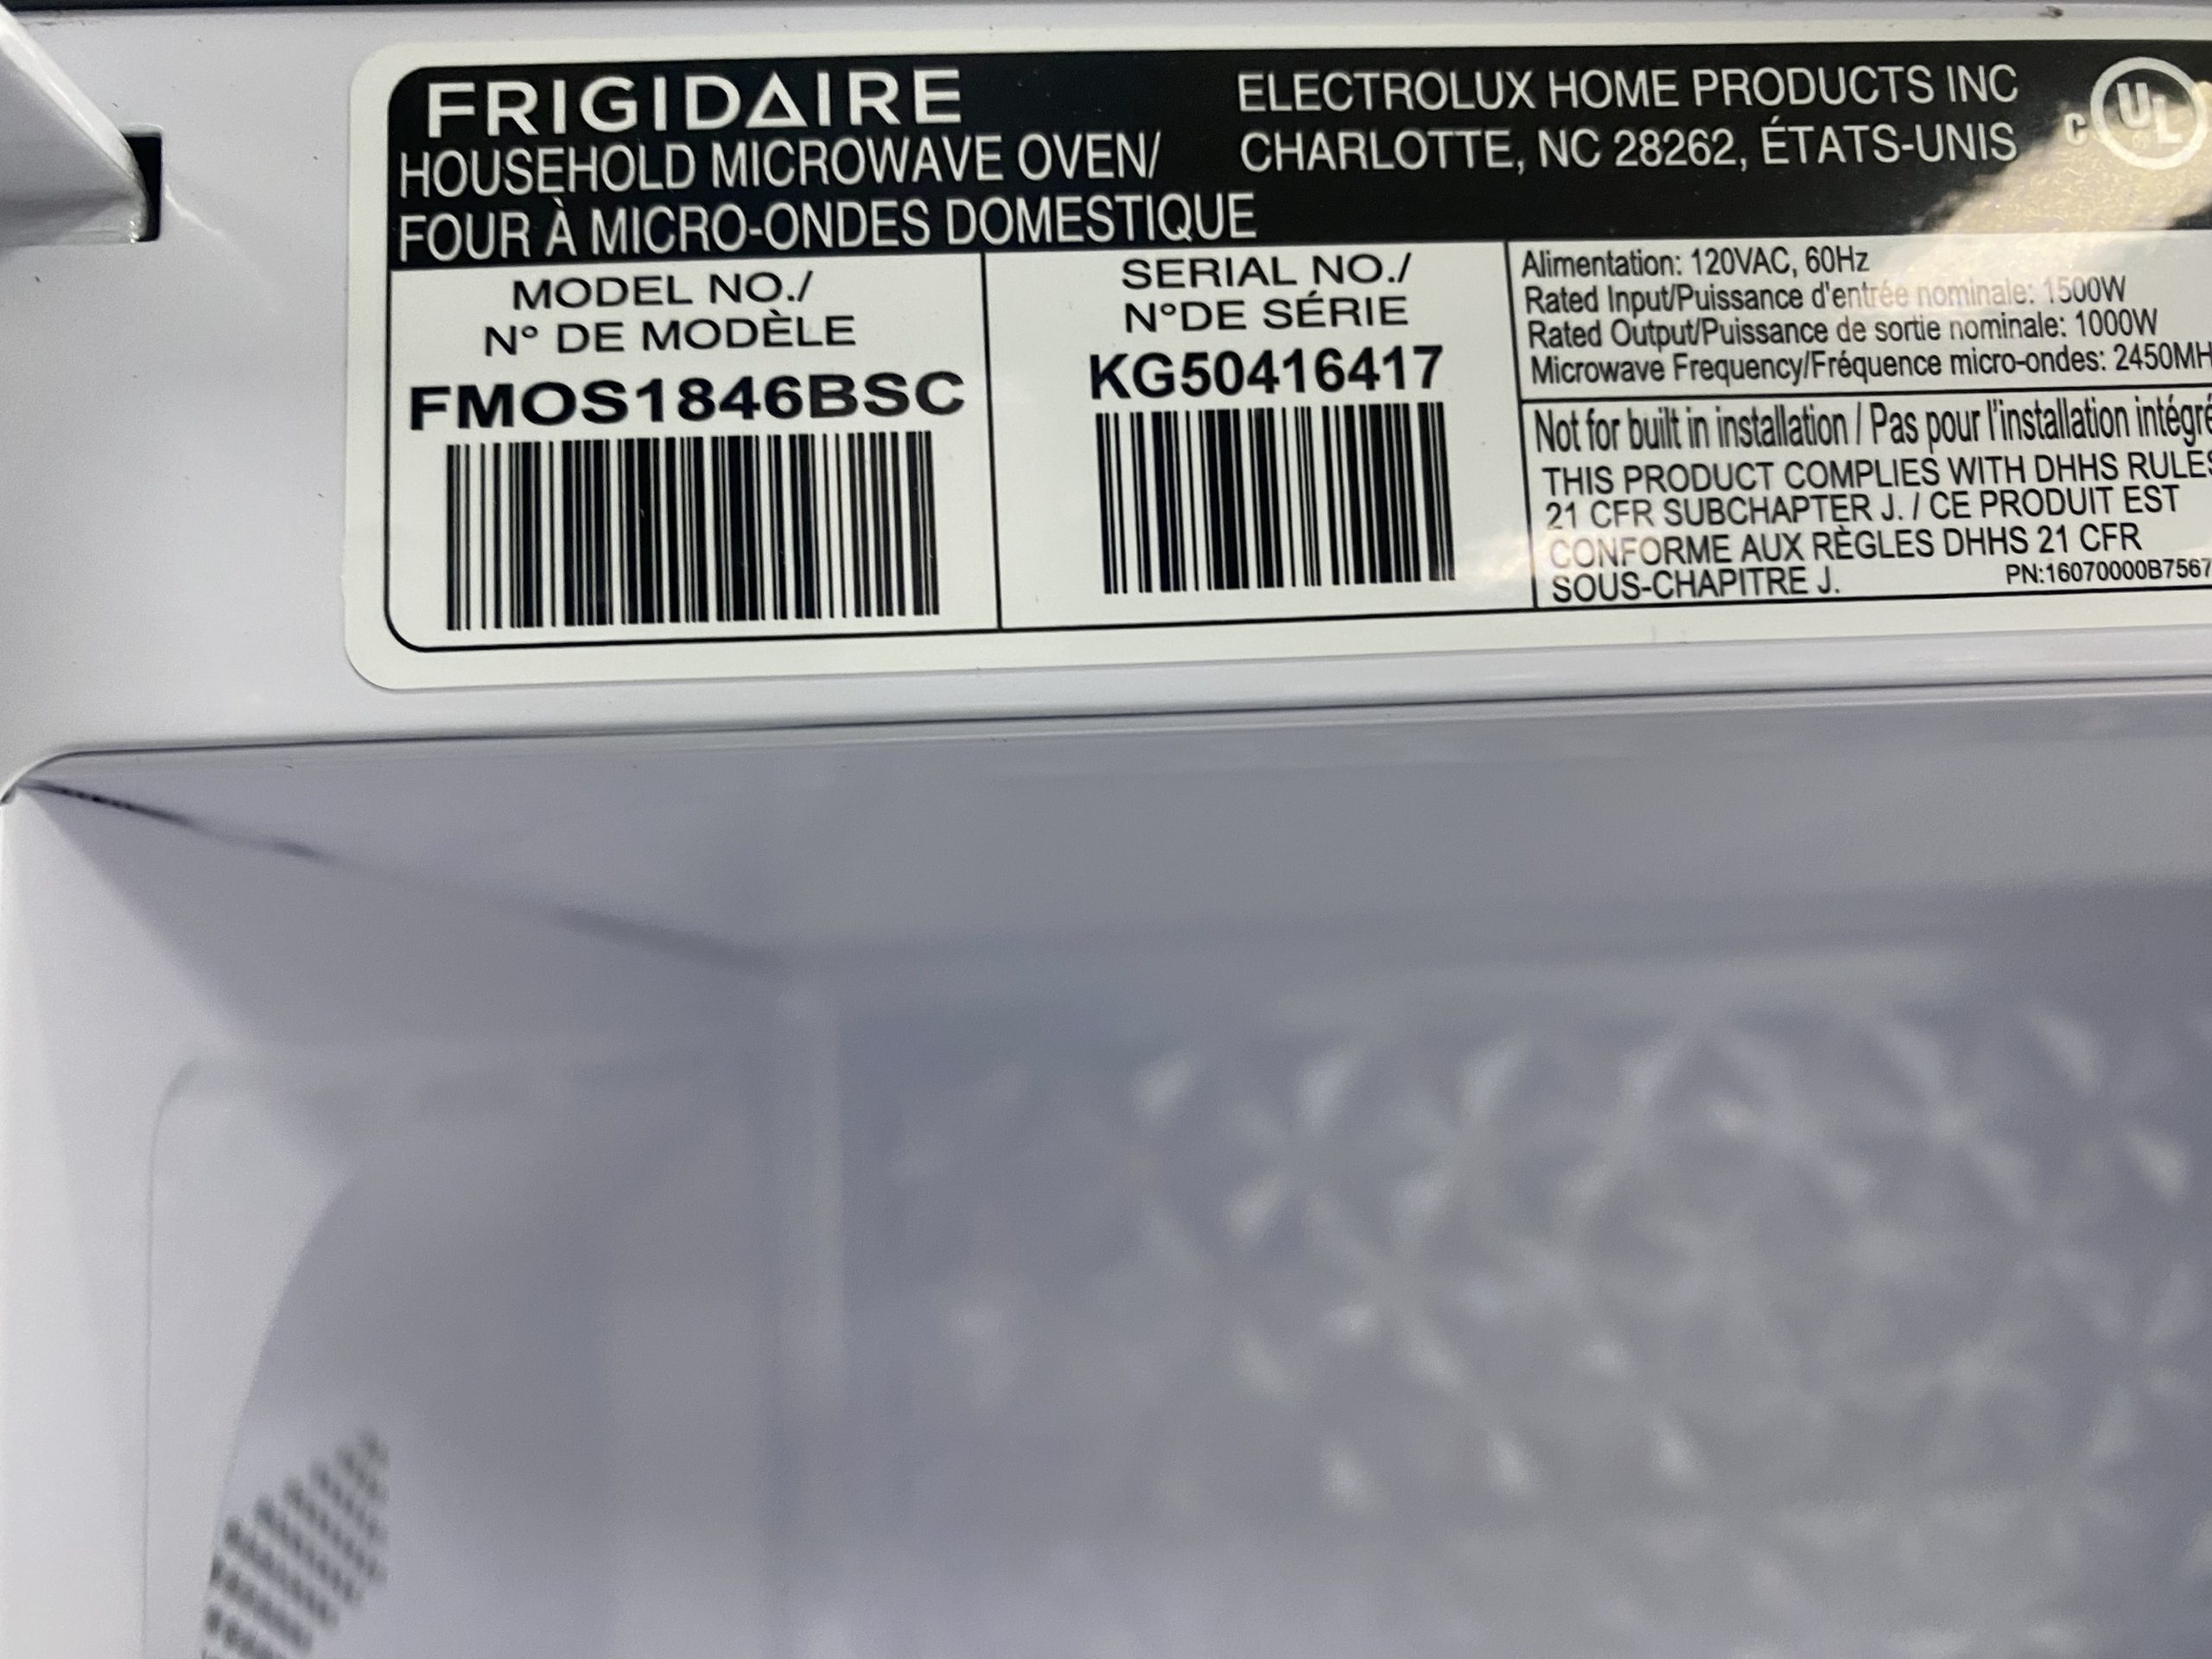 FRIGIDAIRE
HOUSEHOLD MICROWAVE OVEN/
FOUR À MICRO-ONDES DOMESTIQUE
ELECTROLUX HOME PRODUCTS INC
CHARLOTTE, NC 28262, ÉTATS-UNIS
C UL
MODEL NO./
N° DE MODÈLE
FMOS1846BSC
SERIAL NO./
N°DE SÉRIE
KG50416417
Alimentation: 120VAC, 60Hz
Rated Input/Puissance d'entrée nominale: 1500W
Rated Output/Puissance de sortie nominale: 1000W
Microwave Frequency/Fréquence micro-ondes: 2450MH
Not for built in installation / Pas pour l'installation intégré
THIS PRODUCT COMPLIES WITH DHHS RULES
21 CFR SUBCHAPTER J. / CE PRODUIT EST
CONFORME AUX RÈGLES DHHS 21 CFR
SOUS-CHAPITRE J.
PN:16070000B7567